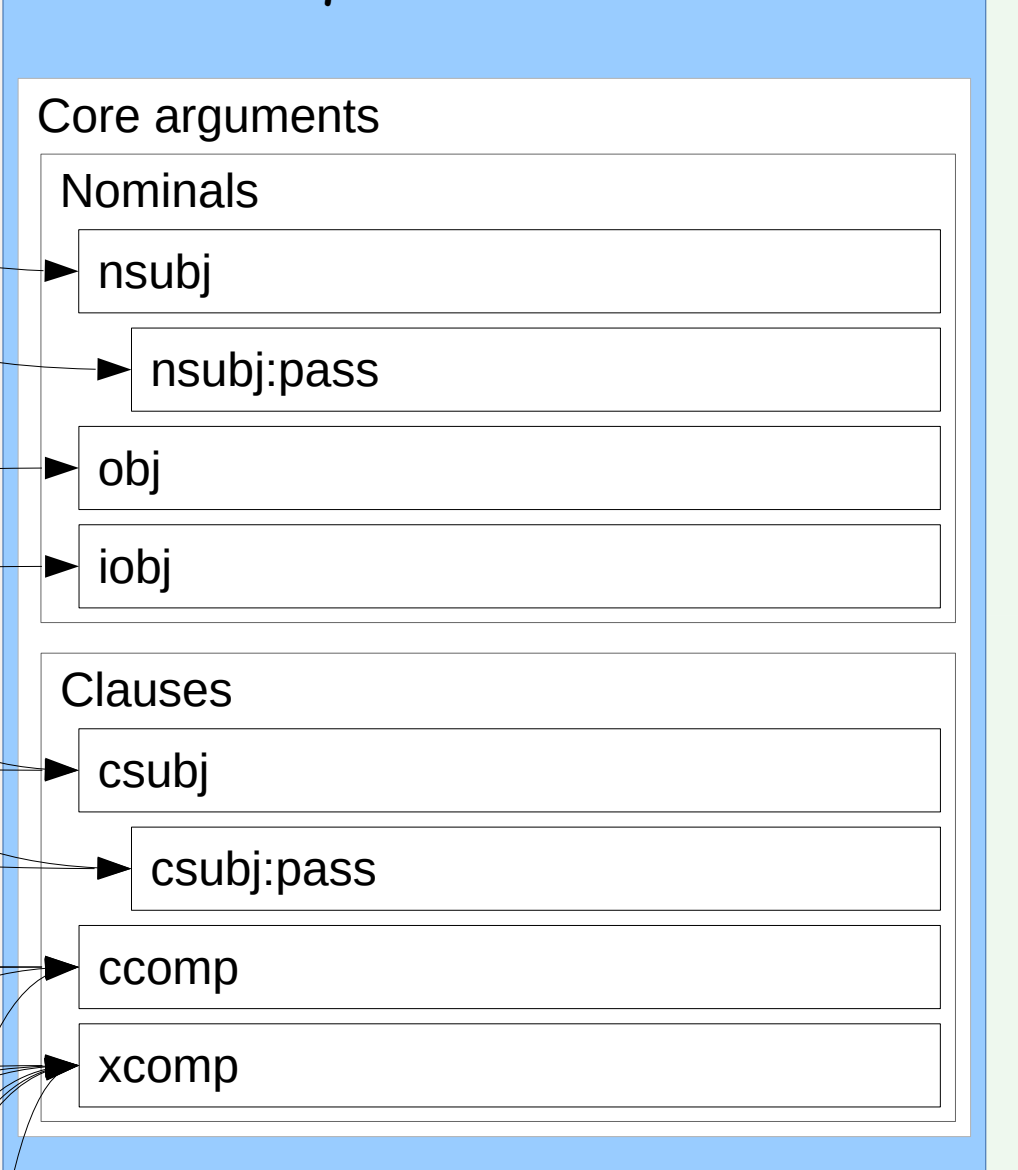 Core arguments
Nominals
nsubj
nsubj:pass
obj
iobj
Clauses
csubj
csubj:pass
ccomp
xcomp